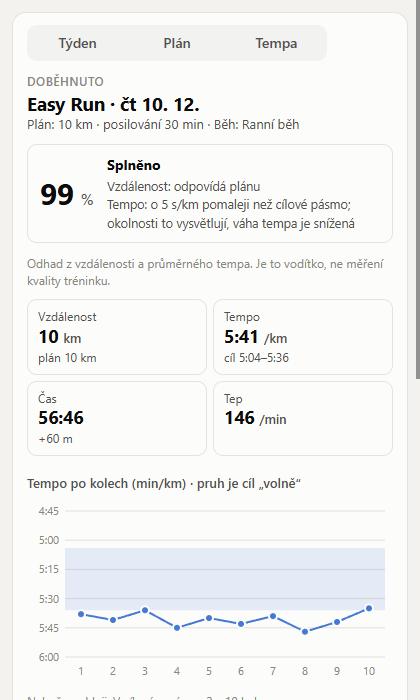 Týden Plán Tempa
DOBĚHNUTO
Easy Run · čt 10. 12.
Plán: 10 km · posilování 30 min · Běh: Ranní běh
99 %
Splněno
Vzdálenost: odpovídá plánu
Tempo: o 5 s/km pomaleji než cílové pásmo;
okolnosti to vysvětlují, váha tempa je snížená
Odhad z vzdálenosti a průměrného tempa. Je to vodítko, ne měření
kvality tréninku.
Vzdálenost
10 km
plán 10 km
Tempo
5:41 /km
cíl 5:04–5:36
Čas
56:46
+60 m
Tep
146 /min
Tempo po kolech (min/km) · pruh je cíl „volně“
4:45
5:00
5:15
5:30
5:45
6:00
1 2 3 4 5 6 7 8 9 10